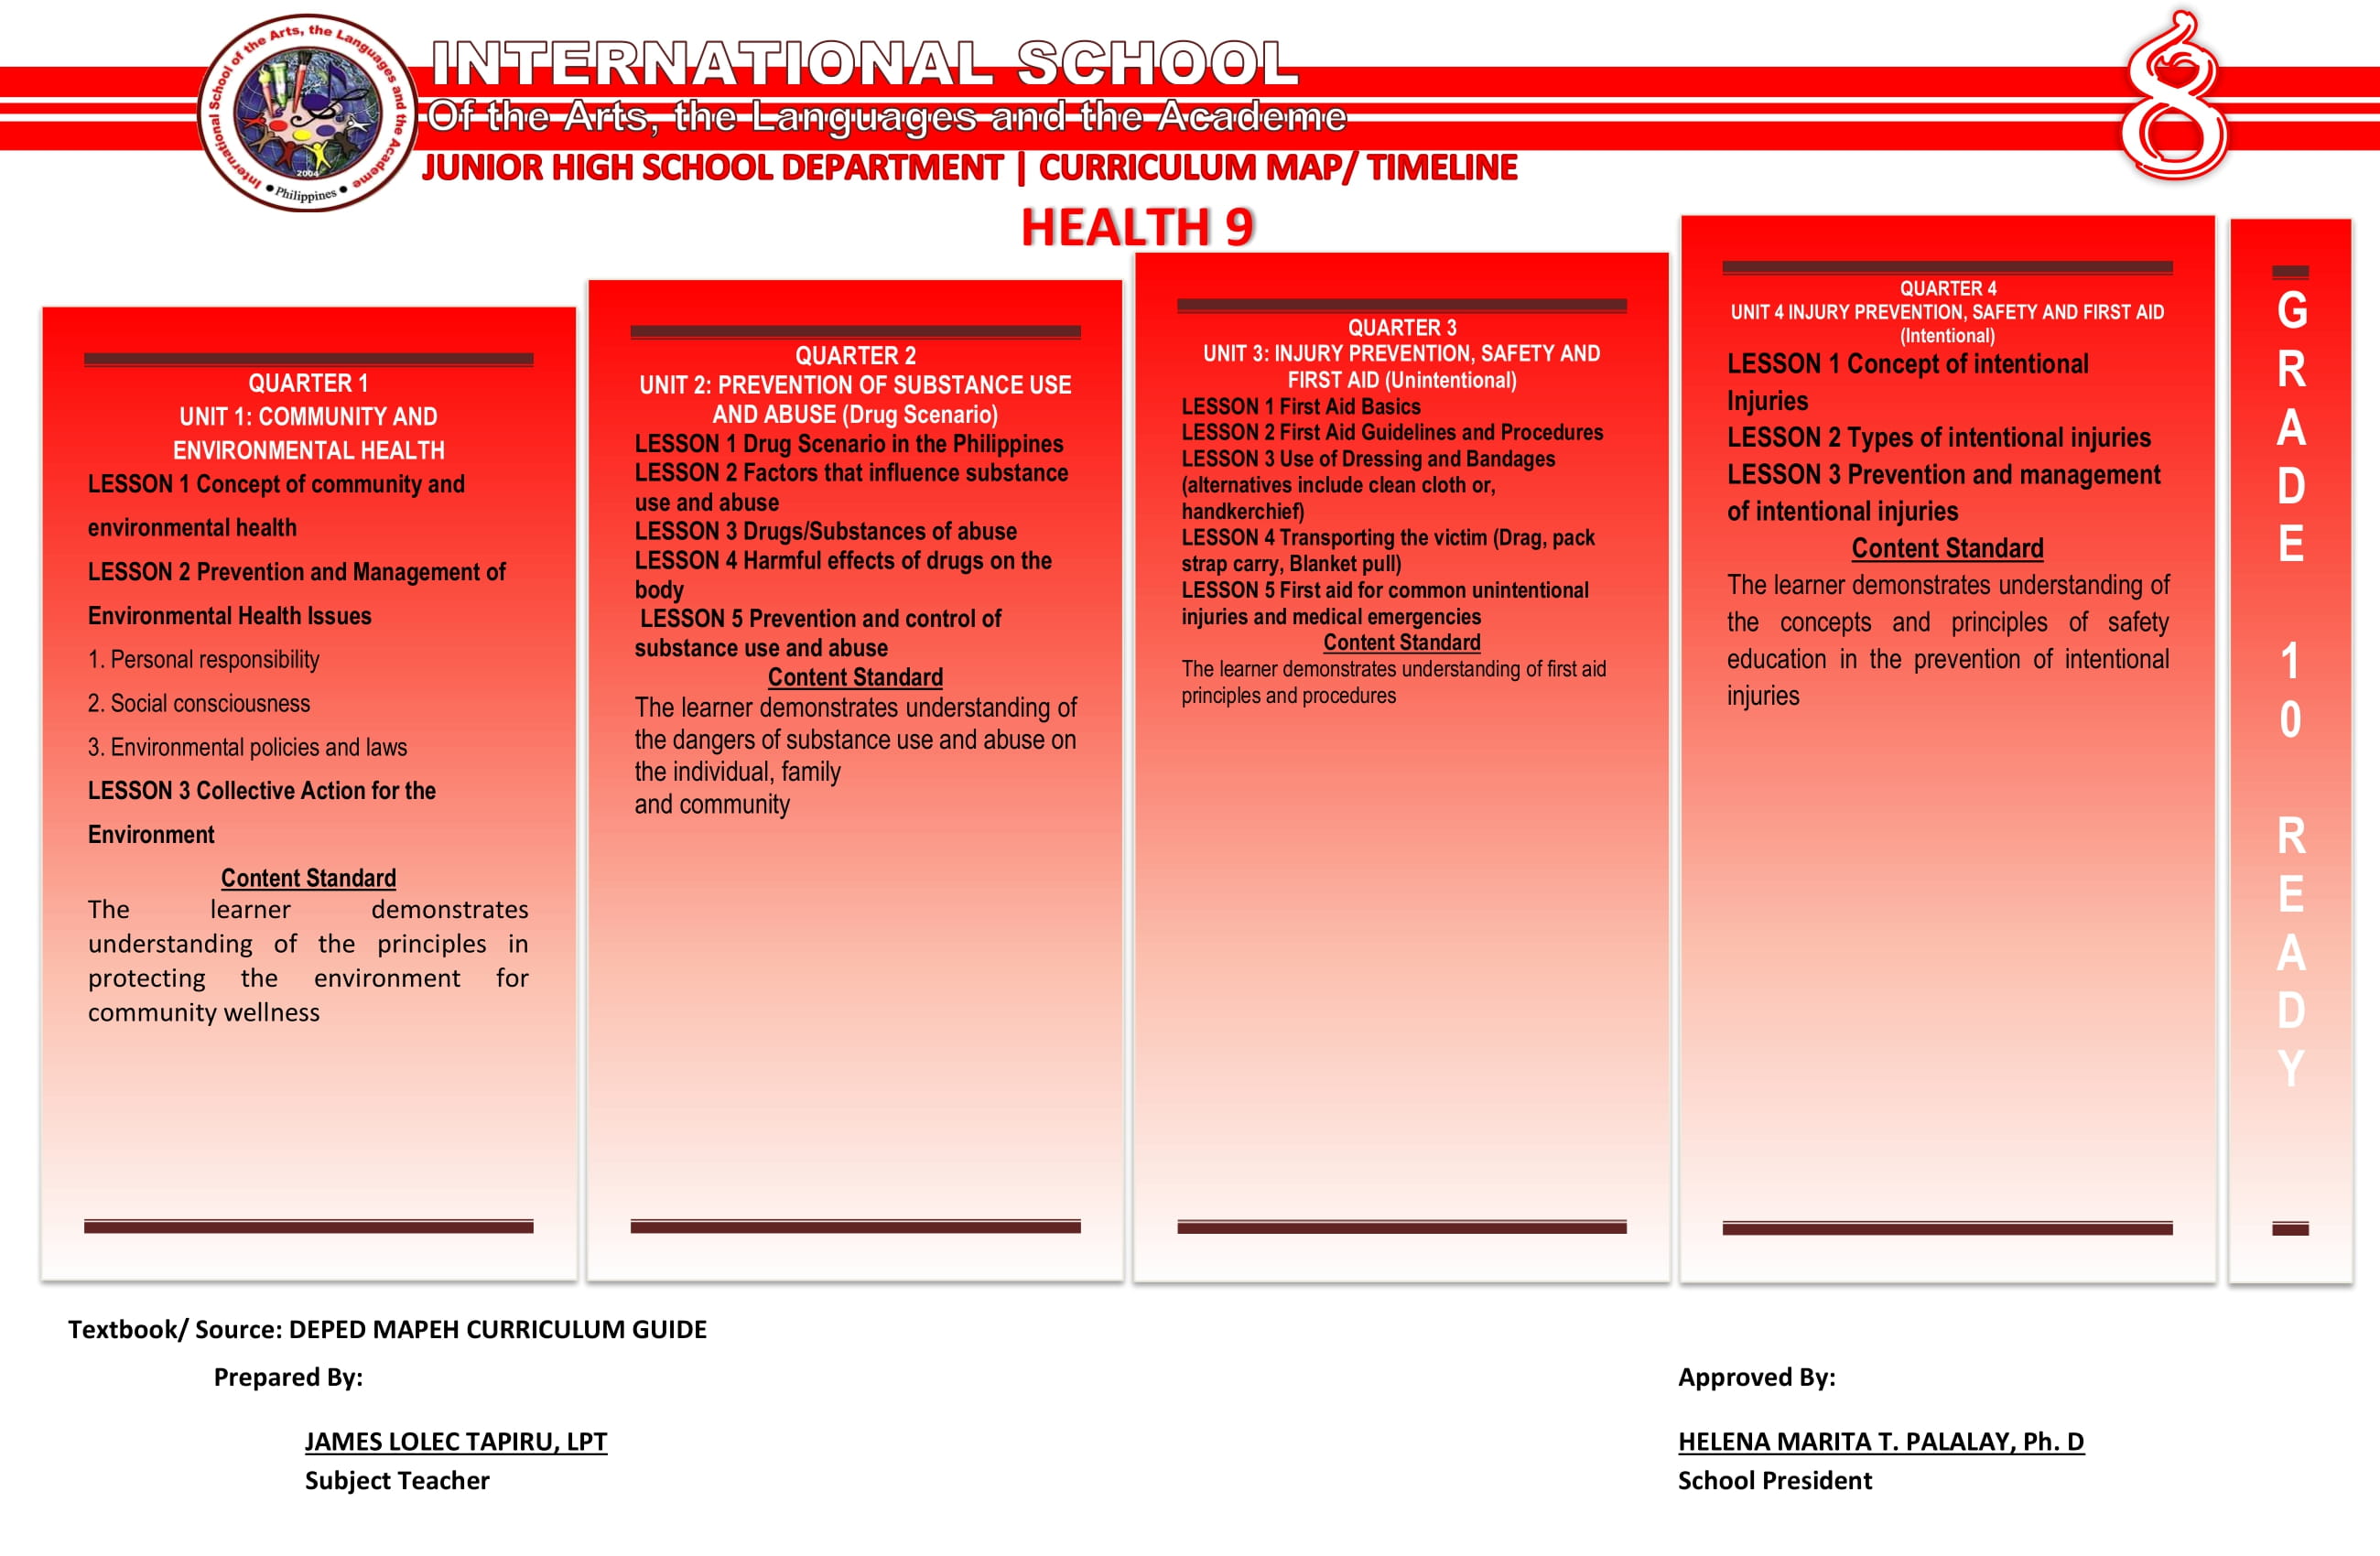 International School of the Arts, the Languages and the Academe
2004
• Philippines •
INTERNATIONAL SCHOOL
Of the Arts, the Languages and the Academe
JUNIOR HIGH SCHOOL DEPARTMENT | CURRICULUM MAP/ TIMELINE
8
HEALTH 9
QUARTER 1
UNIT 1: COMMUNITY AND
ENVIRONMENTAL HEALTH
LESSON 1 Concept of community and
environmental health
LESSON 2 Prevention and Management of
Environmental Health Issues
1. Personal responsibility
2. Social consciousness
3. Environmental policies and laws
LESSON 3 Collective Action for the
Environment
Content Standard
The learner demonstrates
understanding of the principles in
protecting the environment for
community wellness
QUARTER 2
UNIT 2: PREVENTION OF SUBSTANCE USE
AND ABUSE (Drug Scenario)
LESSON 1 Drug Scenario in the Philippines
LESSON 2 Factors that influence substance
use and abuse
LESSON 3 Drugs/Substances of abuse
LESSON 4 Harmful effects of drugs on the
body
LESSON 5 Prevention and control of
substance use and abuse
Content Standard
The learner demonstrates understanding of
the dangers of substance use and abuse on
the individual, family
and community
QUARTER 3
UNIT 3: INJURY PREVENTION, SAFETY AND
FIRST AID (Unintentional)
LESSON 1 First Aid Basics
LESSON 2 First Aid Guidelines and Procedures
LESSON 3 Use of Dressing and Bandages
(alternatives include clean cloth or,
handkerchief)
LESSON 4 Transporting the victim (Drag, pack
strap carry, Blanket pull)
LESSON 5 First aid for common unintentional
injuries and medical emergencies
Content Standard
The learner demonstrates understanding of first aid
principles and procedures
QUARTER 4
UNIT 4 INJURY PREVENTION, SAFETY AND FIRST AID
(Intentional)
LESSON 1 Concept of intentional
Injuries
LESSON 2 Types of intentional injuries
LESSON 3 Prevention and management
of intentional injuries
Content Standard
The learner demonstrates understanding of
the concepts and principles of safety
education in the prevention of intentional
injuries
GRADE 10 READY
Textbook/ Source: DEPED MAPEH CURRICULUM GUIDE
Prepared By:
Approved By:
JAMES LOLEC TAPIRU, LPT
HELENA MARITA T. PALALAY, Ph. D
Subject Teacher
School President